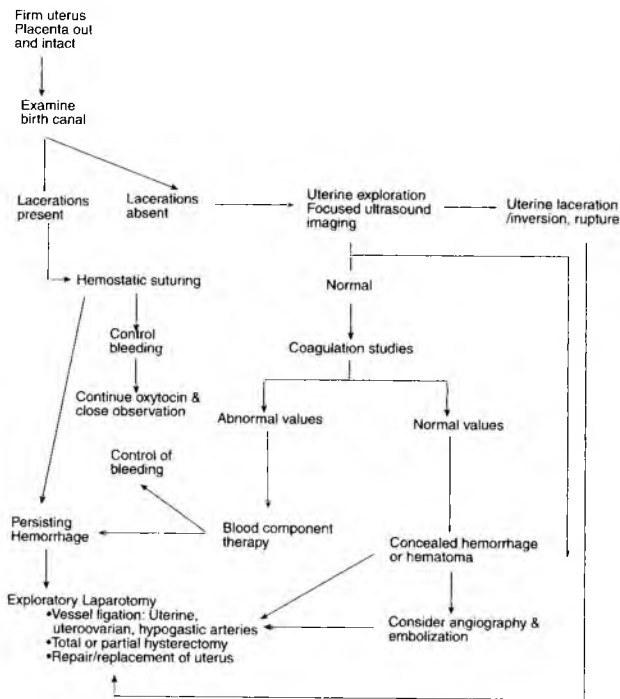 Firm uterus
Placenta out
and intact
Examine
birth canal
Lacerations
present
Lacerations
absent
Uterine exploration
Focused ultrasound
imaging
Uterine laceration
/inversion, rupture
Hemostatic suturing
Normal
Control
bleeding
Coagulation studies
Continue oxytocin &
close observation
Abnormal values
Normal values
Control of
bleeding
Persisting
Hemorrhage
Blood component
therapy
Concealed hemorrhage
or hematoma
Exploratory Laparotomy
•Vessel ligation: Uterine,
uteroovarian, hypogastic arteries
•Total or partial hysterectomy
•Repair/replacement of uterus
Consider angiography &
embolization